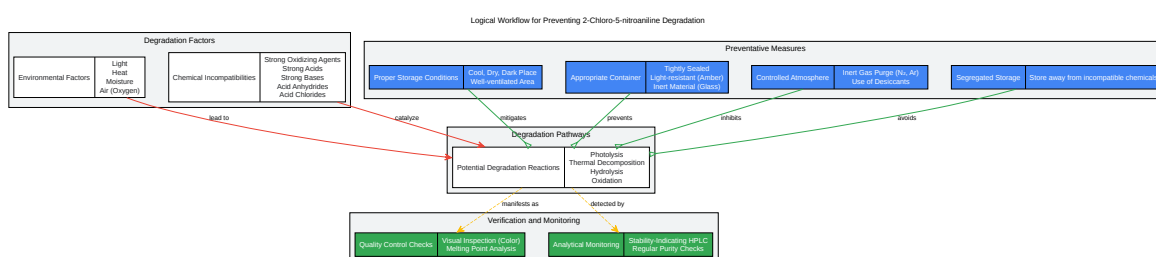 Logical Workflow for Preventing 2-Chloro-5-nitroaniline Degradation
Degradation Factors
Environmental Factors
Light
Heat
Moisture
Air (Oxygen)
Chemical Incompatibilities
Strong Oxidizing Agents
Strong Acids
Strong Bases
Acid Anhydrides
Acid Chlorides
Preventative Measures
Proper Storage Conditions
Cool, Dry, Dark Place
Well-ventilated Area
Appropriate Container
Tightly Sealed
Light-resistant (Amber)
Inert Material (Glass)
Controlled Atmosphere
Inert Gas Purge (N₂, Ar)
Use of Desiccants
Segregated Storage
Store away from incompatible chemicals
lead to
catalyze
mitigates
prevents
inhibits
avoids
Degradation Pathways
Potential Degradation Reactions
Photolysis
Thermal Decomposition
Hydrolysis
Oxidation
manifests as
detected by
Verification and Monitoring
Quality Control Checks
Visual Inspection (Color)
Melting Point Analysis
Analytical Monitoring
Stability-Indicating HPLC
Regular Purity Checks